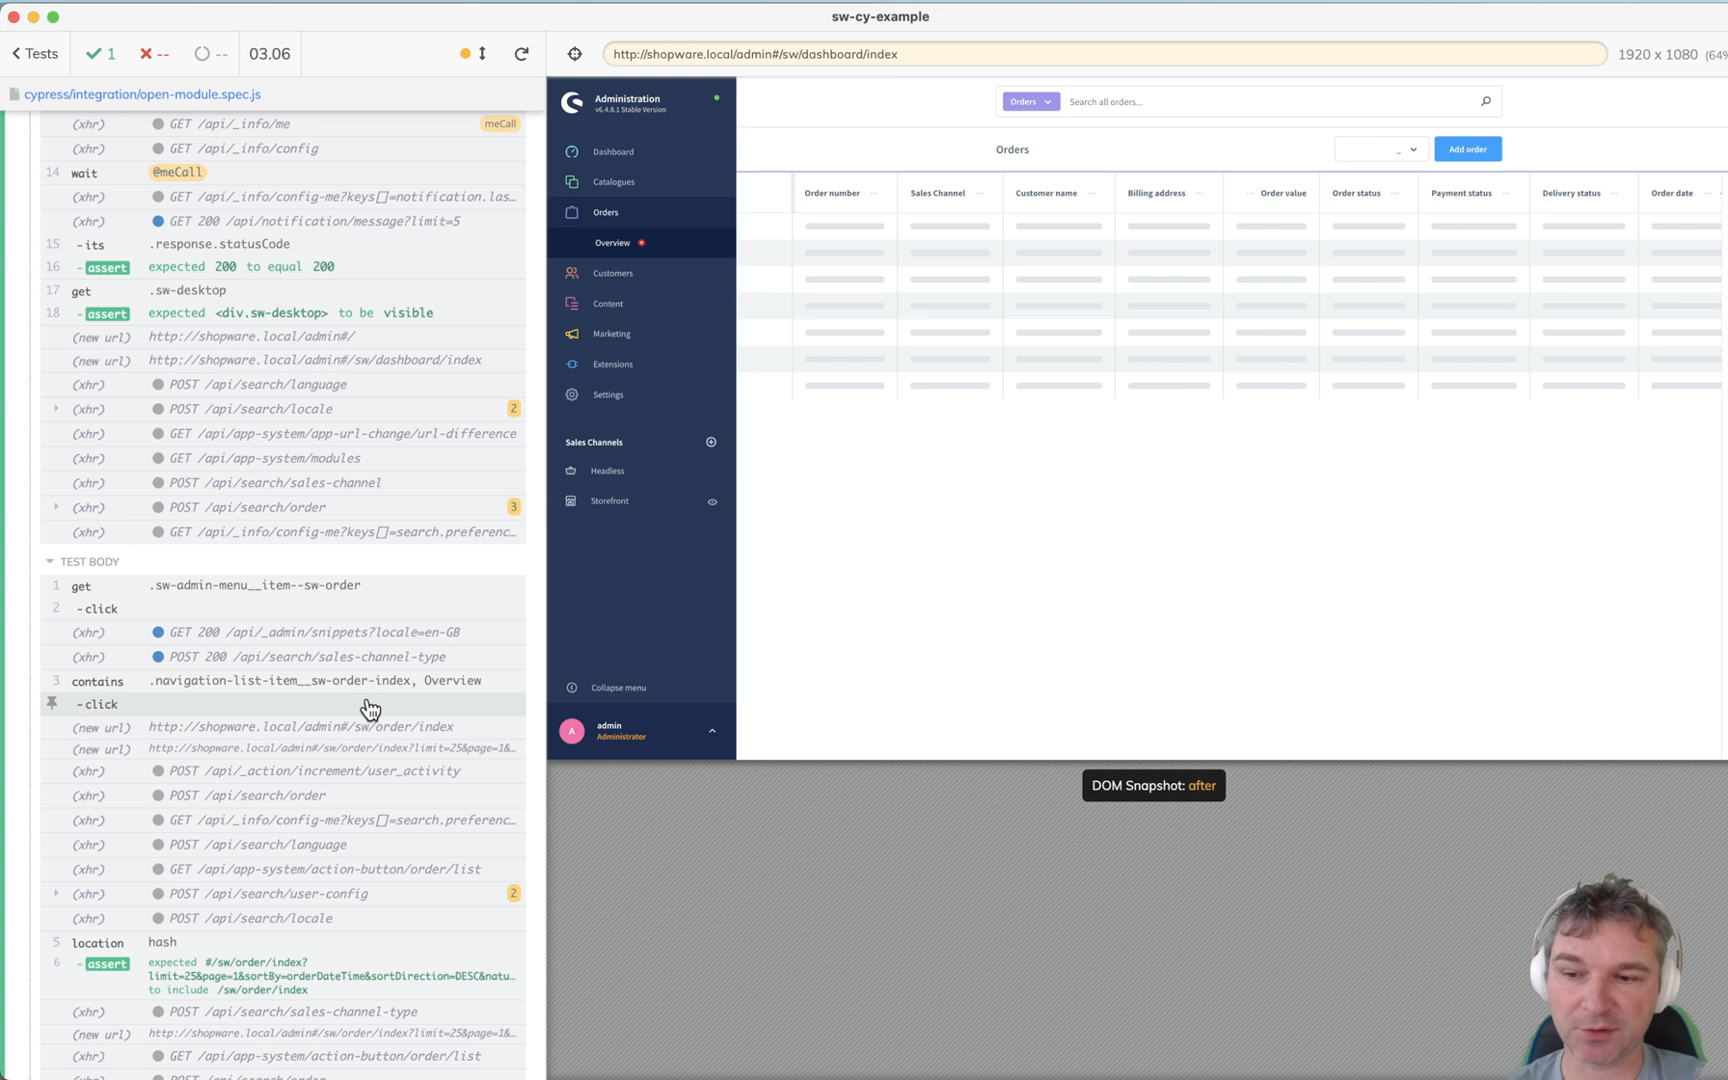 sw-cy-example
Tests
1
--
--
03.06
http://shopware.local/admin#/sw/dashboard/index
1920 x 1080 (64%
cypress/integration/open-module.spec.js
(xhr) GET /api/_info/me meCall
(xhr) GET /api/_info/config
14 wait @meCall
(xhr) GET /api/_info/config-me?keys[]=notification.las...
(xhr) GET 200 /api/notification/message?limit=5
15 -its .response.statusCode
16 -assert expected 200 to equal 200
17 get .sw-desktop
18 -assert expected <div.sw-desktop> to be visible
(new url) http://shopware.local/admin#/
(new url) http://shopware.local/admin#/sw/dashboard/index
(xhr) POST /api/search/language
(xhr) POST /api/search/locale 2
(xhr) GET /api/app-system/app-url-change/url-difference
(xhr) GET /api/app-system/modules
(xhr) POST /api/search/sales-channel
(xhr) POST /api/search/order 3
(xhr) GET /api/_info/config-me?keys[]=search.preferenc...
TEST BODY
1 get .sw-admin-menu__item--sw-order
2 -click
(xhr) GET 200 /api/_admin/snippets?locale=en-GB
(xhr) POST 200 /api/search/sales-channel-type
3 contains .navigation-list-item__sw-order-index, Overview
-click
(new url) http://shopware.local/admin#/sw/order/index
(new url) http://shopware.local/admin#/sw/order/index?limit=25&page=1&...
(xhr) POST /api/_action/increment/user_activity
(xhr) POST /api/search/order
(xhr) GET /api/_info/config-me?keys[]=search.preferenc...
(xhr) POST /api/search/language
(xhr) GET /api/app-system/action-button/order/list
(xhr) POST /api/search/user-config 2
(xhr) POST /api/search/locale
5 location hash
6 -assert expected #/sw/order/index?
limit=25&page=1&sortBy=orderDateTime&sortDirection=DESC&natu...
to include /sw/order/index
(xhr) POST /api/search/sales-channel-type
(new url) http://shopware.local/admin#/sw/order/index?limit=25&page=1&...
(xhr) GET /api/app-system/action-button/order/list
Administration
v6.4.8.1 Stable Version
Dashboard
Catalogues
Orders
Overview
Customers
Content
Marketing
Extensions
Settings
Sales Channels
Headless
Storefront
Collapse menu
A
admin
Administrator
Orders
Search all orders...
Orders
Add order
Order number
Sales Channel
Customer name
Billing address
Order value
Order status
Payment status
Delivery status
Order date
DOM Snapshot: after